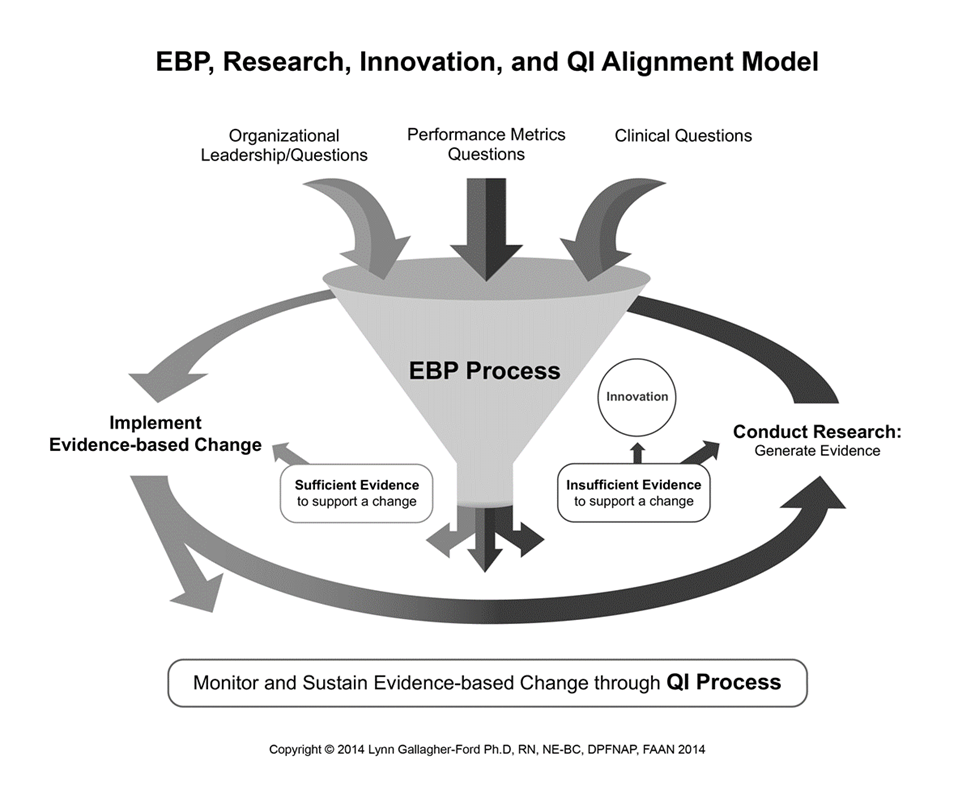 EBP, Research, Innovation, and QI Alignment Model
Organizational
Leadership/Questions
Performance Metrics
Questions
Clinical Questions
EBP Process
Innovation
Implement
Evidence-based Change
Conduct Research:
Generate Evidence
Sufficient Evidence
to support a change
Insufficient Evidence
to support a change
Monitor and Sustain Evidence-based Change through QI Process
Copyright © 2014 Lynn Gallagher-Ford Ph.D, RN, NE-BC, DPFNAP, FAAN 2014